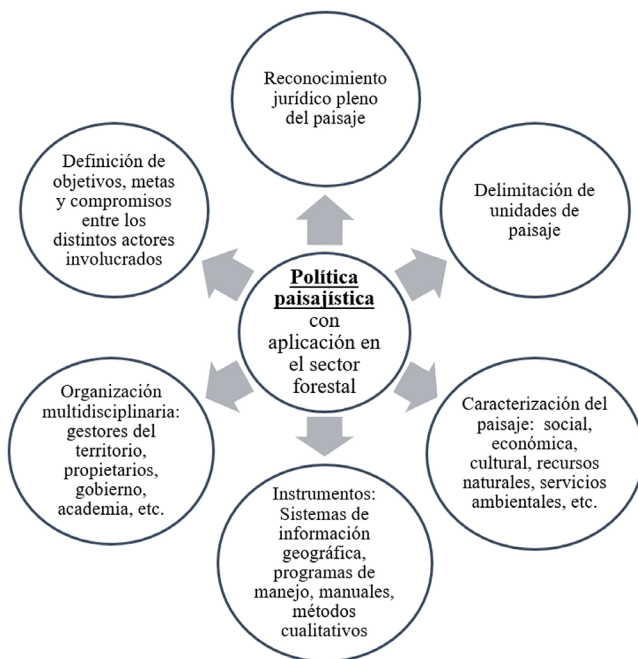 Reconocimiento
jurídico pleno
del paisaje
Definición de
objetivos, metas
y compromisos
entre los
distintos actores
involucrados
Delimitación de
unidades de
paisaje
Política
paisajística
con
aplicación en
el sector
forestal
Organización
multidisciplinaria:
gestores del
territorio,
propietarios,
gobierno,
academia, etc.
Caracterización del
paisaje: social,
económica,
cultural, recursos
naturales, servicios
ambientales, etc.
Instrumentos:
Sistemas de
información
geográfica,
programas de
manejo, manuales,
métodos
cualitativos